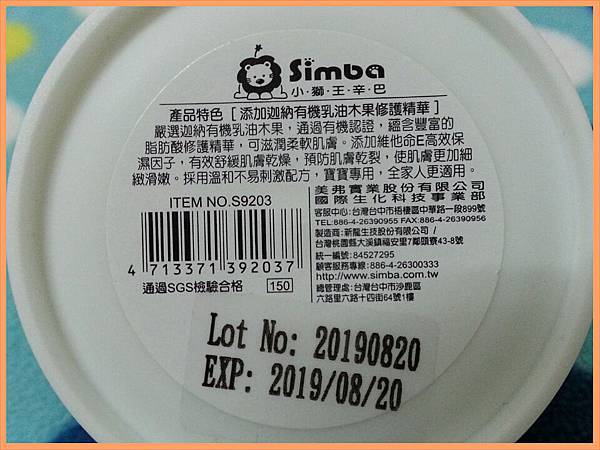 Simba
小·獅·王·辛·巴
產品特色 [ 添加迦納有機乳油木果修護精華 ]
嚴選迦納有機乳油木果，通過有機認證，蘊含豐富的
脂肪酸修護精華，可滋潤柔軟肌膚。添加維他命E高效保
濕因子，有效舒緩肌膚乾燥，預防肌膚乾裂，使肌膚更加細
緻滑嫩。採用溫和不易刺激配方，寶寶專用，全家人更適用。
ITEM NO.S9203
4 713371 392037
通過SGS檢驗合格 150
美弗實業股份有限公司
國際生化科技事業部
客服中心:台灣台中市梧棲區中華路一段899號
TEL:886-4-26390955 FAX:886-4-26390956
製造商:新龍生技股份有限公司 /
台灣桃園縣大溪鎮福安里7鄰頭寮43-8號
統一編號:84527295
顧客服務專線:886-4-26300333
http://www.simba.com.tw
總管理處:台灣台中市沙鹿區
六路里六路十四街64號1樓
Lot No: 20190820
EXP: 2019/08/20